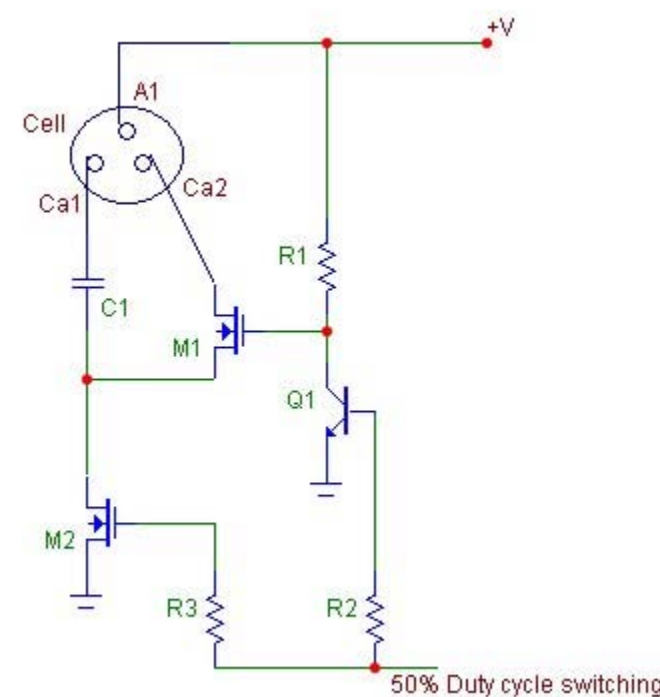 +V
A1
Cell
Ca1
Ca2
R1
C1
M1
Q1
M2
R3
R2
50% Duty cycle switching